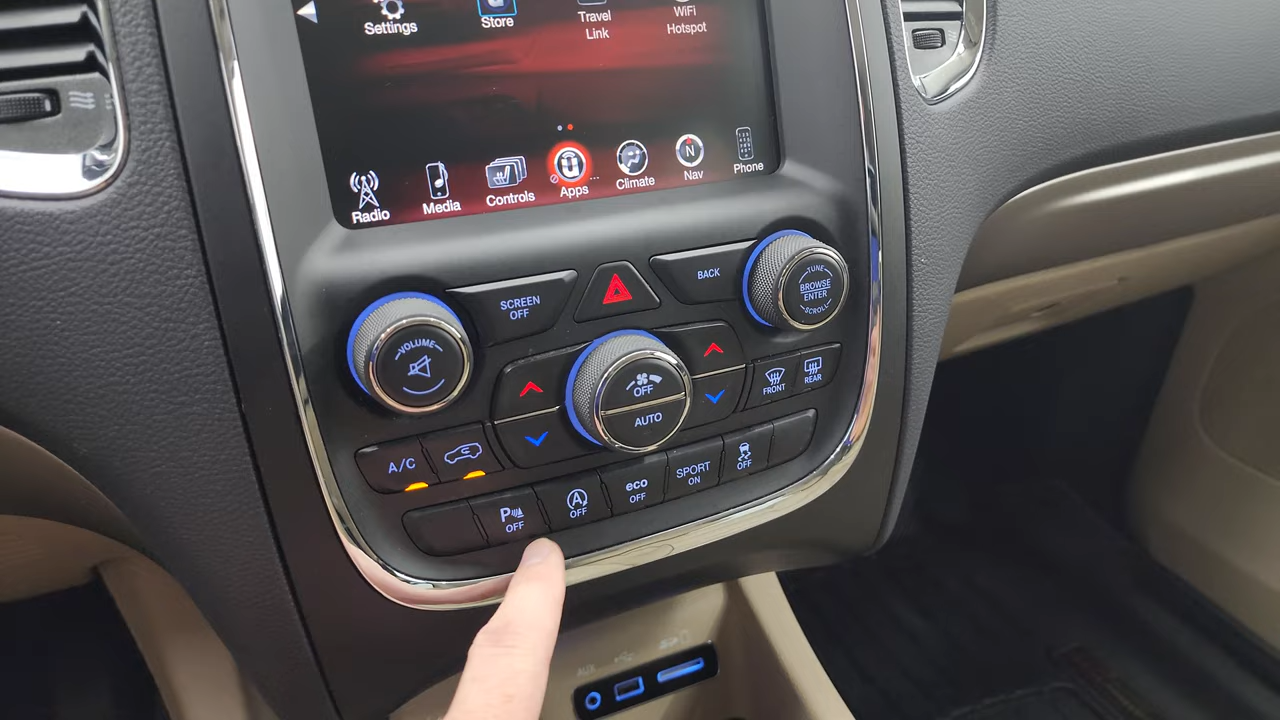 Settings
Store
Travel
Link
WiFi
Hotspot
Radio
Media
Controls
Apps
Climate
N
Nav
Phone
SCREEN
OFF
BACK
TUNE
BROWSE
ENTER
SCROLL
VOLUME
OFF
AUTO
FRONT
REAR
A/C
P
OFF
A
OFF
eco
OFF
SPORT
ON
OFF
AUX